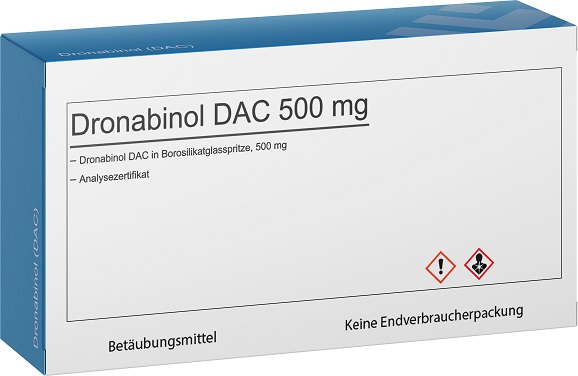 Dronabinol (DAC)
Dronabinol DAC 500 mg
– Dronabinol DAC in Borosilikatglasspritze, 500 mg
– Analysezertifikat
Dronabinol (DAC)
Betäubungsmittel
Keine Endverbraucherpackung